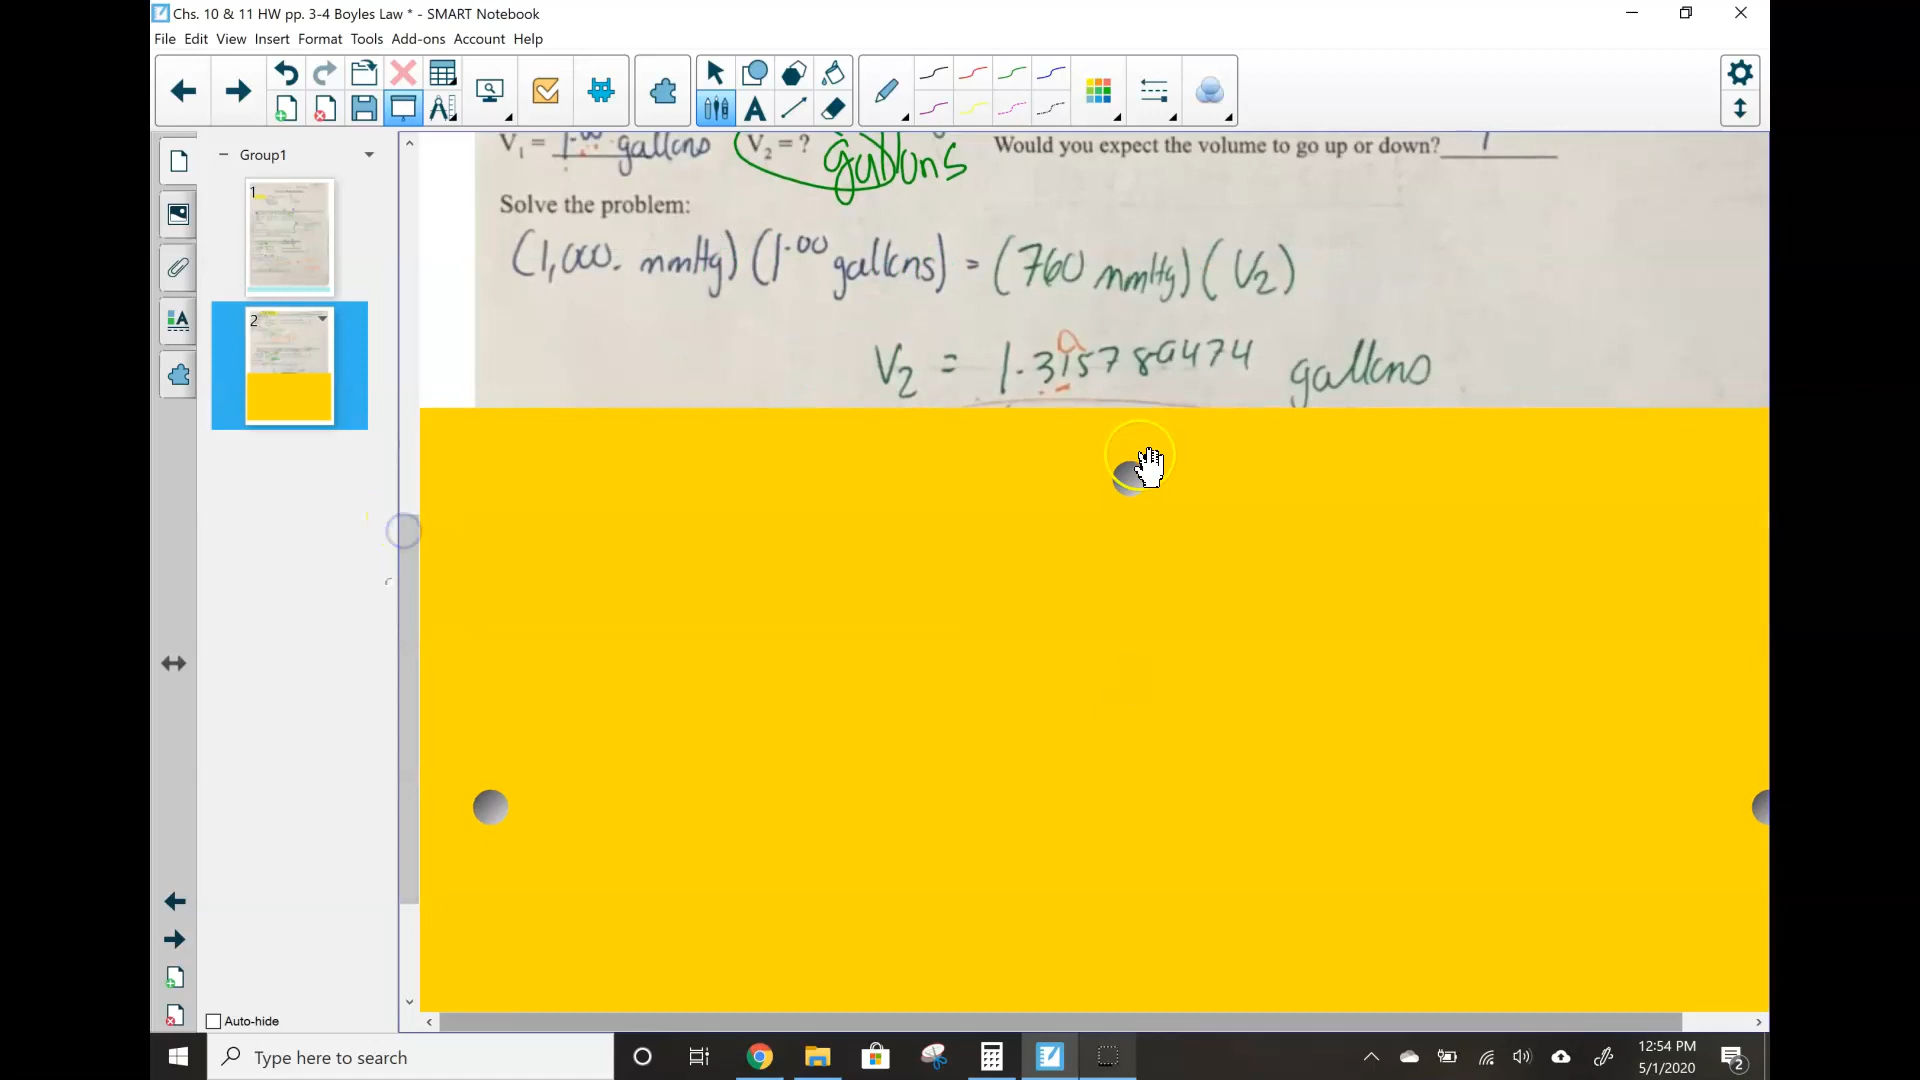 Chs. 10 & 11 HW pp. 3-4 Boyles Law * - SMART Notebook
File Edit View Insert Format Tools Add-ons Account Help
Group1
1
2
V1 = 1.00 gallons V2 = ? gallons Would you expect the volume to go up or down?
Solve the problem:
(1,000. mmHg) (1.00 gallons) = (760 mmHg) (V2)
V2 = 1.315789474 gallons
Auto-hide
Type here to search
12:54 PM
5/1/2020
2